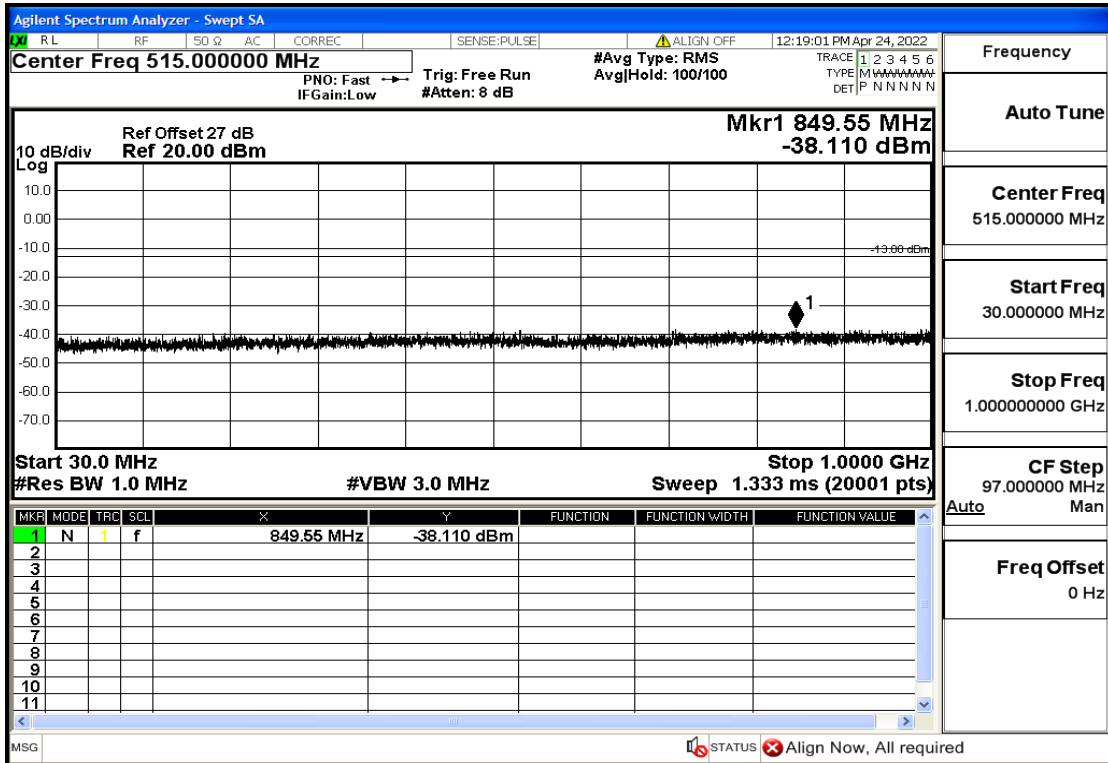 Agilent Spectrum Analyzer - Swept SA
LXI RL RF 50 Ω AC CORREC SENSE:PULSE ALIGN OFF 12:19:01 PM Apr 24, 2022
Center Freq 515.000000 MHz
PNO: Fast
IFGain:Low
Trig: Free Run
#Atten: 8 dB
#Avg Type: RMS
Avg|Hold: 100/100
TRACE 1 2 3 4 5 6
TYPE M WWWWW
DET P N N N N N
Ref Offset 27 dB
10 dB/div Ref 20.00 dBm
Log
Mkr1 849.55 MHz
-38.110 dBm
10.0
0.00
-10.0
-13.00 dBm
-20.0
-30.0
1
-40.0
-50.0
-60.0
-70.0
Start 30.0 MHz Stop 1.0000 GHz
#Res BW 1.0 MHz #VBW 3.0 MHz Sweep 1.333 ms (20001 pts)
MKR MODE TRC SCL X Y FUNCTION FUNCTION WIDTH FUNCTION VALUE
1 N 1 f 849.55 MHz -38.110 dBm
2
3
4
5
6
7
8
9
10
11
MSG STATUS Align Now, All required
Frequency
Auto Tune
Center Freq
515.000000 MHz
Start Freq
30.000000 MHz
Stop Freq
1.000000000 GHz
CF Step
97.000000 MHz
Auto Man
Freq Offset
0 Hz